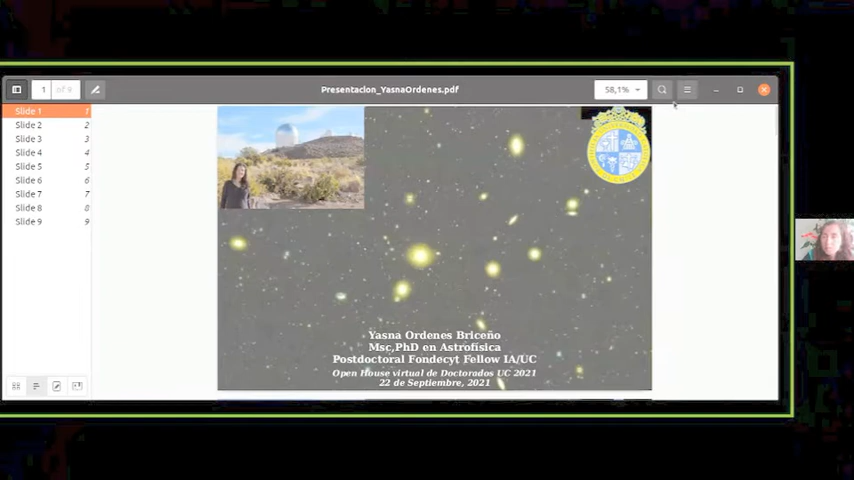 1 of 9
Presentacion_YasnaOrdenes.pdf
58,1%
Slide 1 1
Slide 2 2
Slide 3 3
Slide 4 4
Slide 5 5
Slide 6 6
Slide 7 7
Slide 8 8
Slide 9 9
Yasna Ordenes Briceño
Msc,PhD en Astrofísica
Postdoctoral Fondecyt Fellow IA/UC
Open House virtual de Doctorados UC 2021
22 de Septiembre, 2021